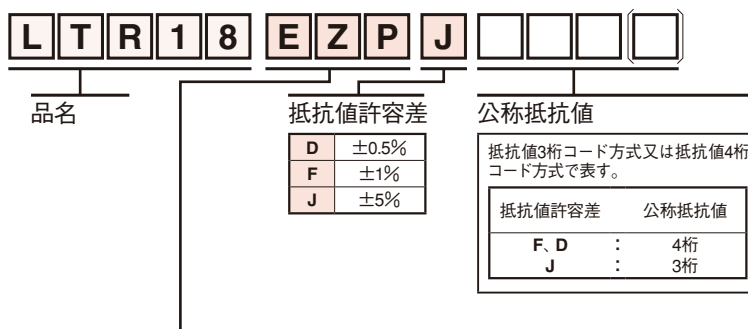 LTR18 EZP J
品名
抵抗値許容差
D ±0.5%
F ±1%
J ±5%
公称抵抗値
抵抗値3桁コード方式又は抵抗値4桁
コード方式で表す。
抵抗値許容差 公称抵抗値
F、D : 4桁
J : 3桁